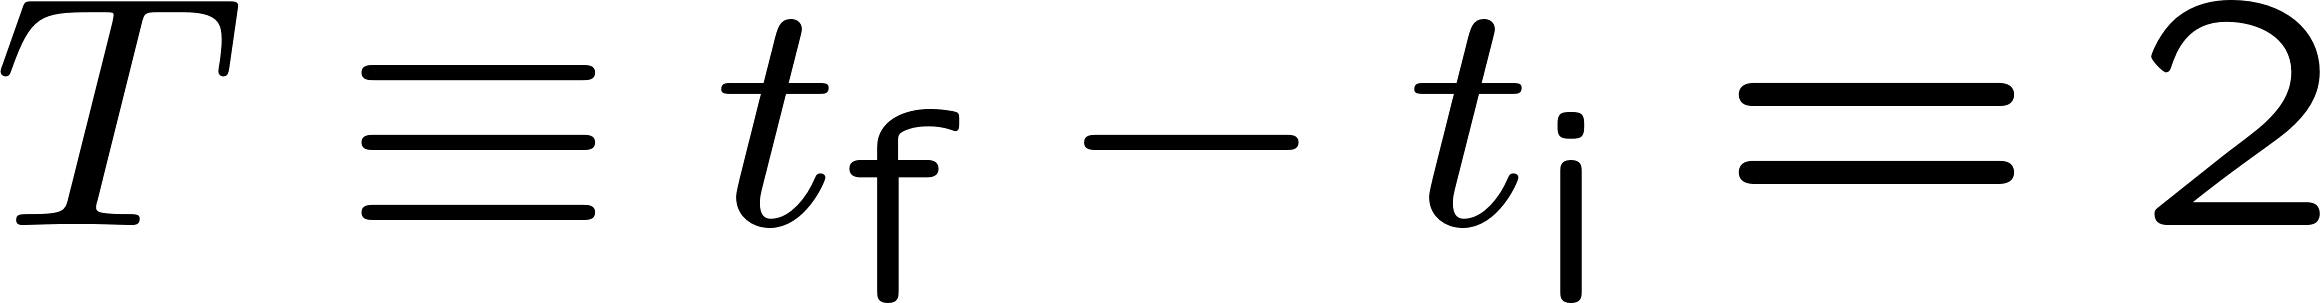 T ≡ t_f − t_i = 2